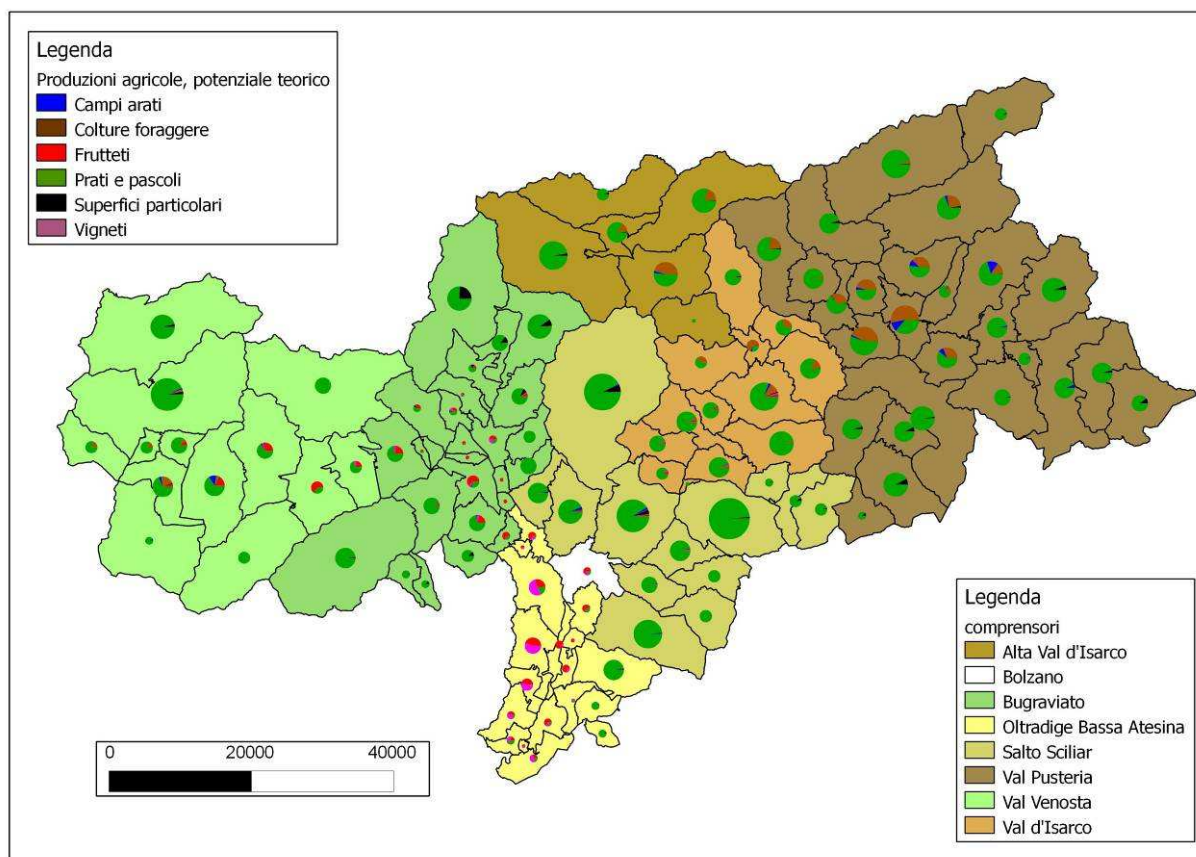 Legenda
Produzioni agricole, potenziale teorico
Campi arati
Colture foraggere
Frutteti
Prati e pascoli
Superfici particolari
Vigneti
0 20000 40000
Legenda
comprensori
Alta Val d'Isarco
Bolzano
Bugraviato
Oltradige Bassa Atesina
Salto Sciliar
Val Pusteria
Val Venosta
Val d'Isarco